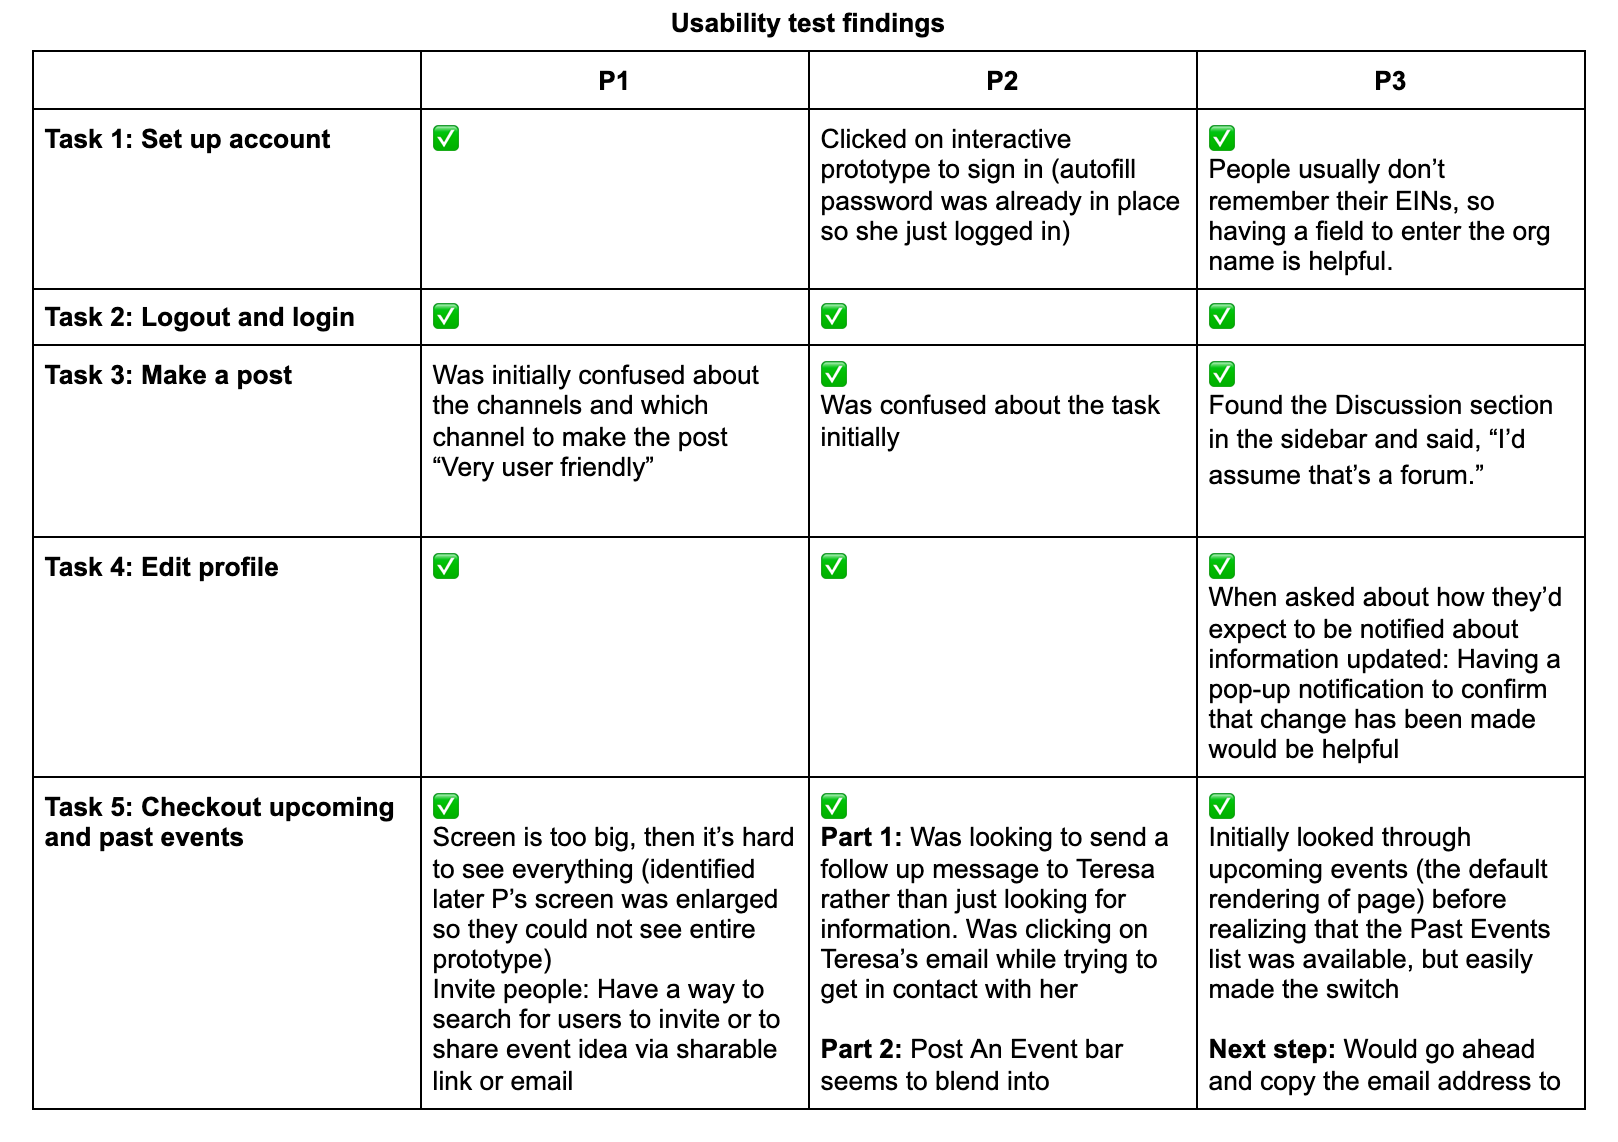 Usability test findings
P1
P2
P3
Task 1: Set up account
✅
Clicked on interactive
prototype to sign in (autofill
password was already in place
so she just logged in)
✅
People usually don’t
remember their EINs, so
having a field to enter the org
name is helpful.
Task 2: Logout and login
✅
✅
✅
Task 3: Make a post
Was initially confused about
the channels and which
channel to make the post
“Very user friendly”
✅
Was confused about the task
initially
✅
Found the Discussion section
in the sidebar and said, “I’d
assume that’s a forum.”
Task 4: Edit profile
✅
✅
✅
When asked about how they’d
expect to be notified about
information updated: Having a
pop-up notification to confirm
that change has been made
would be helpful
Task 5: Checkout upcoming
and past events
✅
Screen is too big, then it’s hard
to see everything (identified
later P’s screen was enlarged
so they could not see entire
prototype)
Invite people: Have a way to
search for users to invite or to
share event idea via sharable
link or email
✅
Part 1: Was looking to send a
follow up message to Teresa
rather than just looking for
information. Was clicking on
Teresa’s email while trying to
get in contact with her
Part 2: Post An Event bar
seems to blend into
✅
Initially looked through
upcoming events (the default
rendering of page) before
realizing that the Past Events
list was available, but easily
made the switch
Next step: Would go ahead
and copy the email address to